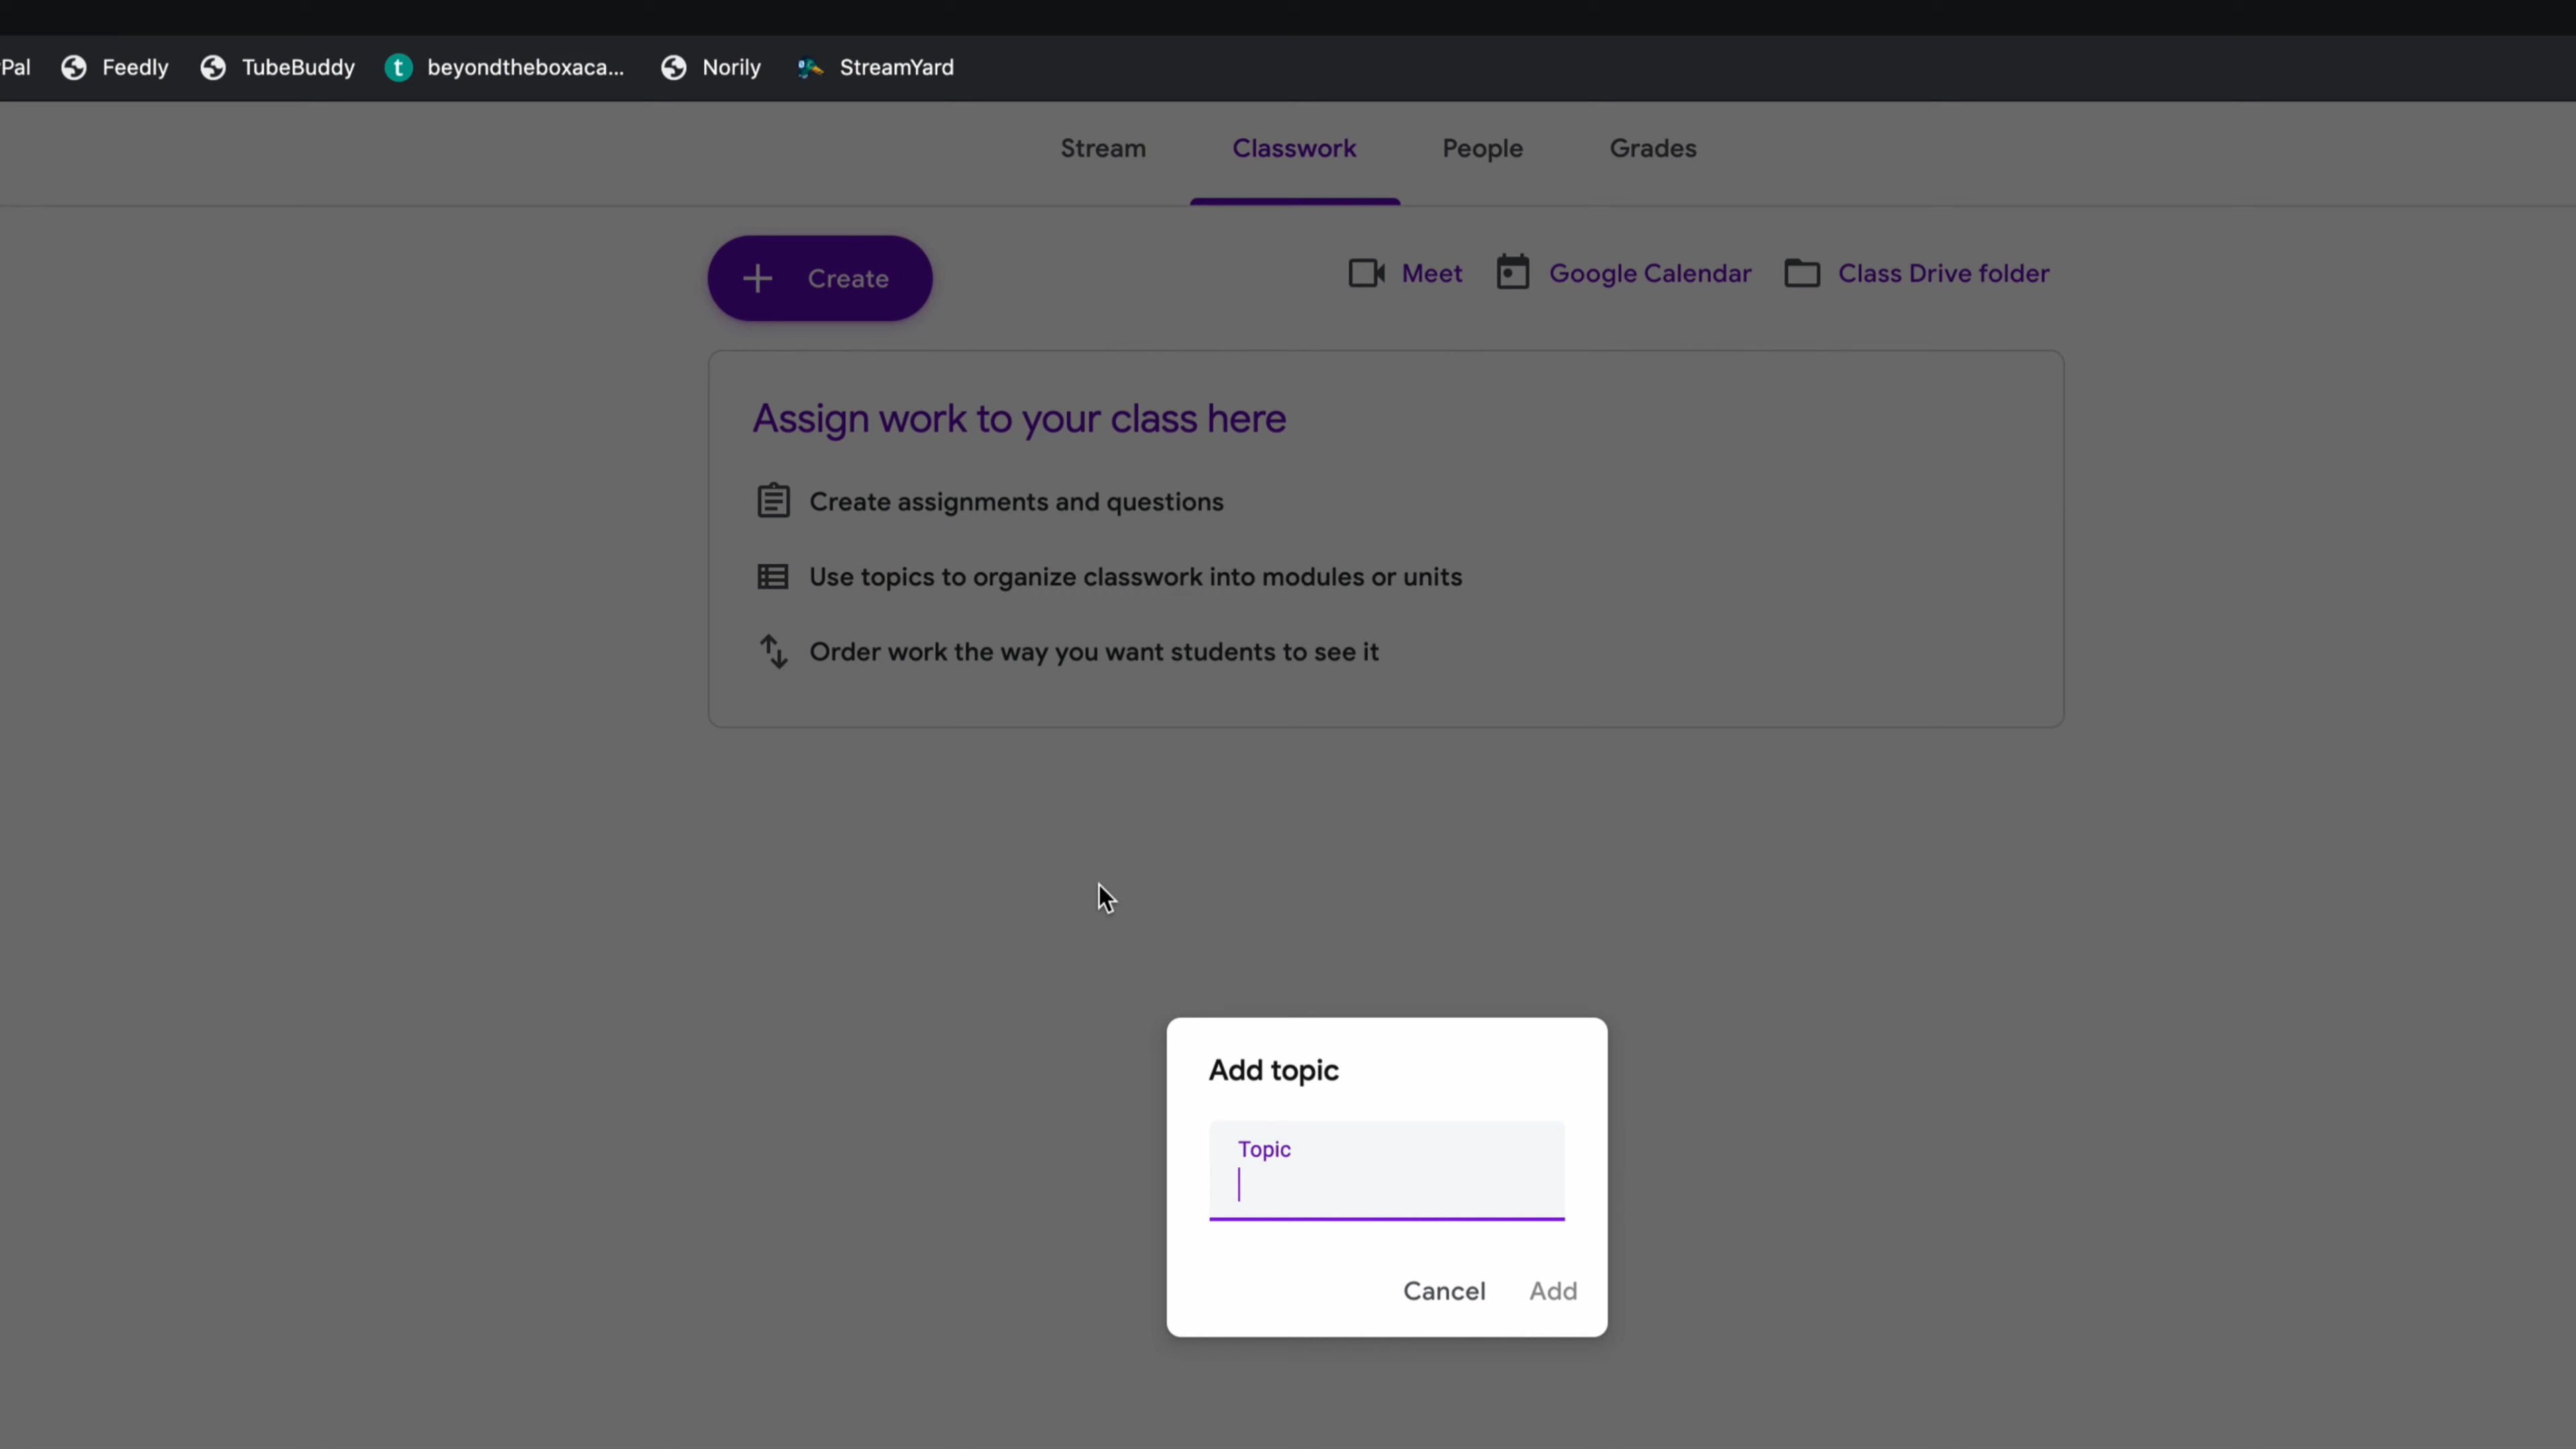 Pal Feedly TubeBuddy t beyondtheboxaca... Norily StreamYard
Stream Classwork People Grades
Create Meet Google Calendar Class Drive folder
Assign work to your class here
Create assignments and questions
Use topics to organize classwork into modules or units
Order work the way you want students to see it
Add topic
Topic
Cancel Add